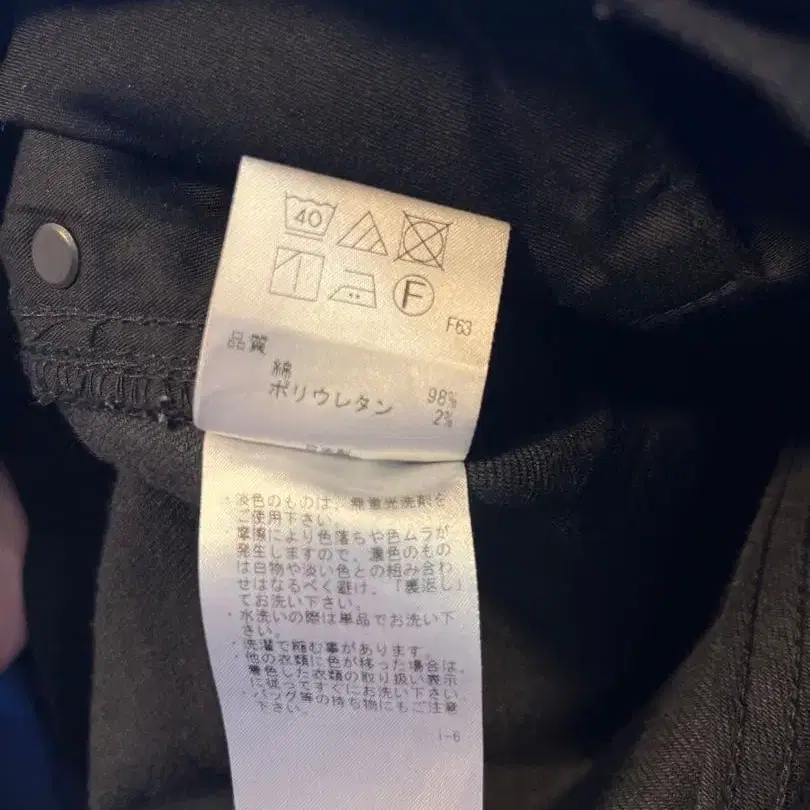 40
F
F63
品質
綿 98%
ポリウレタン 2%
・淡色のものは、無蛍光洗剤を
ご使用下さい。
摩擦により色落ちや色ムラが
発生しますので、濃色のもの
は白物や淡い色との組み合わ
せはなるべく避け、「裏返し」
てお洗い下さい。
・水洗いの際は単品でお洗い下
さい。
・洗濯で縮む事があります。
・他の衣類に色が移った場合は、
着色した衣類の取り扱い表示
に従ってすぐにお洗い下さい
・バッグ等の持ち物にもご注意
下さい。
I-6